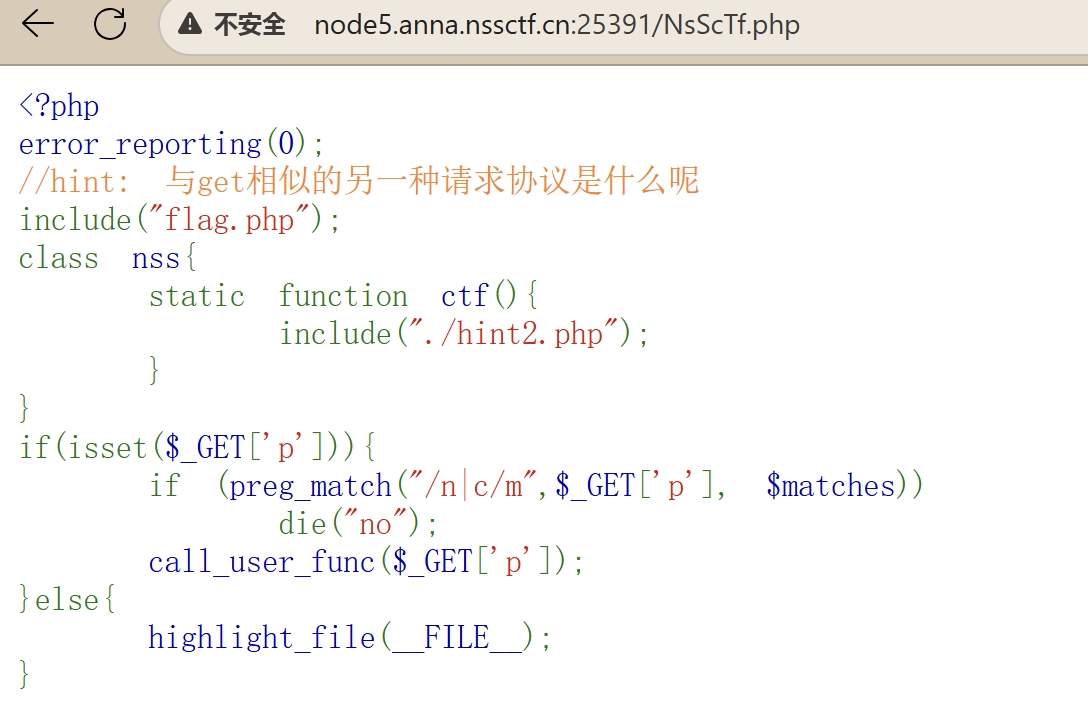 不安全 node5.anna.nssctf.cn:25391/NsScTf.php
<?php
error_reporting(0);
//hint: 与get相似的另一种请求协议是什么呢
include("flag.php");
class nss{
static function ctf(){
include("./hint2.php");
}
}
if(isset($_GET['p'])){
if (preg_match("/n|c/m",$_GET['p'], $matches))
die("no");
call_user_func($_GET['p']);
}else{
highlight_file(__FILE__);
}